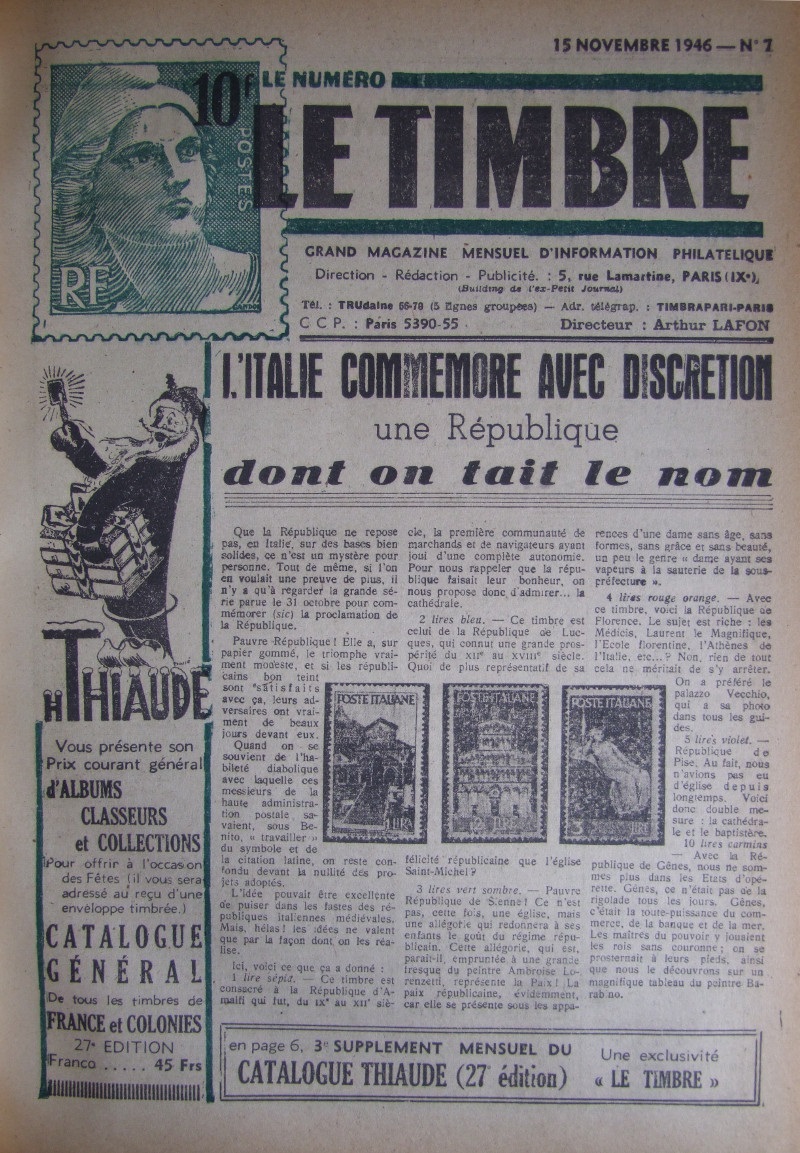 15 NOVEMBRE 1946 — N° 7
10F LE NUMÉRO
LE TIMBRE
POSTES
RF
GRAND MAGAZINE MENSUEL D'INFORMATION PHILATELIQUE
Direction - Rédaction - Publicité. : 5, rue Lamartine, PARIS (IXe),
(Building de l'ex-Petit Journal)
Tél. : TRUdaine 66-79 (5 lignes groupées) — Adr. télégrap. : TIMBRAPARI-PARIS
C C P. : Paris 5390-55
Directeur : Arthur LAFON
L'ITALIE COMMEMORE AVEC DISCRETION
une République
dont on tait le nom
H THIAUDE
Vous présente son
Prix courant général
d'ALBUMS
CLASSEURS
et COLLECTIONS
(Pour offrir à l'occasion
des Fêtes (il vous sera
adressé au reçu d'une
enveloppe timbrée.)
CATALOGUE
GÉNÉRAL
De tous les timbres de
FRANCE et COLONIES
27e EDITION
Franco ..... 45 Frs
Que la République ne repose
pas, en Italie, sur des bases bien
solides, ce n'est un mystère pour
personne. Tout de même, si l'on
en voulait une preuve de plus, il
n'y a qu'à regarder la grande sé-
rie parue le 31 octobre pour com-
mémorer (sic) la proclamation de
la République.
Pauvre République ! Elle a, sur
papier gommé, le triomphe vrai-
ment modeste, et si les républi-
cains bon teint
sont satisfaits
avec ça, leurs ad-
versaires ont vrai-
ment de beaux
jours devant eux.
Quand on se
souvient de l'ha-
bileté diabolique
avec laquelle ces
messieurs de la
haute administra-
tion postale sa-
vaient, sous Be-
nito, « travailler »
du symbole et de
la citation latine, on reste con-
fondu devant la nullité des pro-
jets adoptés.
L'idée pouvait être excellente
de puiser dans les fastes des ré-
publiques italiennes médiévales.
Mais, hélas ! les idées ne valent
que par la façon dont on les réa-
lise.
Ici, voici ce que ça a donné :
1 lire sépia. — Ce timbre est
consacré à la République d'A-
malfi qui fut, du IXe au XIIe siè-
cle, la première communauté de
marchands et de navigateurs ayant
joui d'une complète autonomie.
Pour nous rappeler que la répu-
blique faisait leur bonheur, on
nous propose donc d'admirer... la
cathédrale.
2 lires bleu. — Ce timbre est
celui de la République de Luc-
ques, qui connut une grande pros-
périté du XIIe au XVIIIe siècle.
Quoi de plus représentatif de sa
POSTE ITALIANE
1 LIRA
POSTE ITALIANE
2 LIRE
POSTE ITALIANE
3
félicité républicaine que l'église
Saint-Michel ?
3 lires vert sombre. — Pauvre
République de Sienne ! Ce n'est
pas, cette fois, une église, mais
une allégorie qui redonnera à ses
enfants le goût du régime répu-
blicain. Cette allégorie, qui est,
paraît-il, empruntée à une grande
fresque du peintre Ambroise Lo-
renzetti, représente la Paix ! La
paix républicaine, évidemment,
car elle se présente sous les appa-
rences d'une dame sans âge, sans
formes, sans grâce et sans beauté,
un peu le genre « dame ayant ses
vapeurs à la sauterie de la sous-
préfecture ».
4 lires rouge orange. — Avec
ce timbre, voici la République de
Florence. Le sujet est riche : les
Médicis, Laurent le Magnifique,
l'Ecole florentine, l'Athènes de
l'Italie, etc...? Non, rien de tout
cela ne méritait de s'y arrêter.
On a préféré le
palazzo Vecchio,
qui a sa photo
dans tous les gui-
des.
5 lires violet. —
République de
Pise. Au fait, nous
n'avions pas eu
d'église depuis
longtemps. Voici
donc double me-
sure : la cathédra-
le et le baptistère.
10 lires carmins
— Avec la Ré-
publique de Gênes, nous ne som-
mes plus dans les Etats d'opé-
rette. Gênes, ce n'était pas de la
rigolade tous les jours. Gênes,
c'était la toute-puissance du com-
merce, de la banque et de la mer.
Les maîtres du pouvoir y jouaient
les rois sans couronne ; on se
prosternait à leurs pieds, ainsi
que nous le découvrons sur un
magnifique tableau du peintre Ba-
rabino.
en page 6, 3e SUPPLEMENT MENSUEL DU
CATALOGUE THIAUDE (27e édition)
Une exclusivité
« LE TIMBRE »